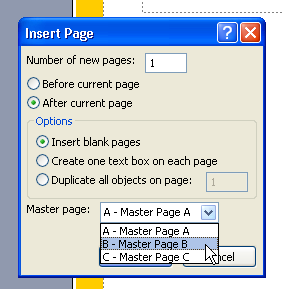 Insert Page
Number of new pages: 1
Before current page
After current page
Options
Insert blank pages
Create one text box on each page
Duplicate all objects on page: 1
Master page: A - Master Page A
A - Master Page A
B - Master Page B
C - Master Page C